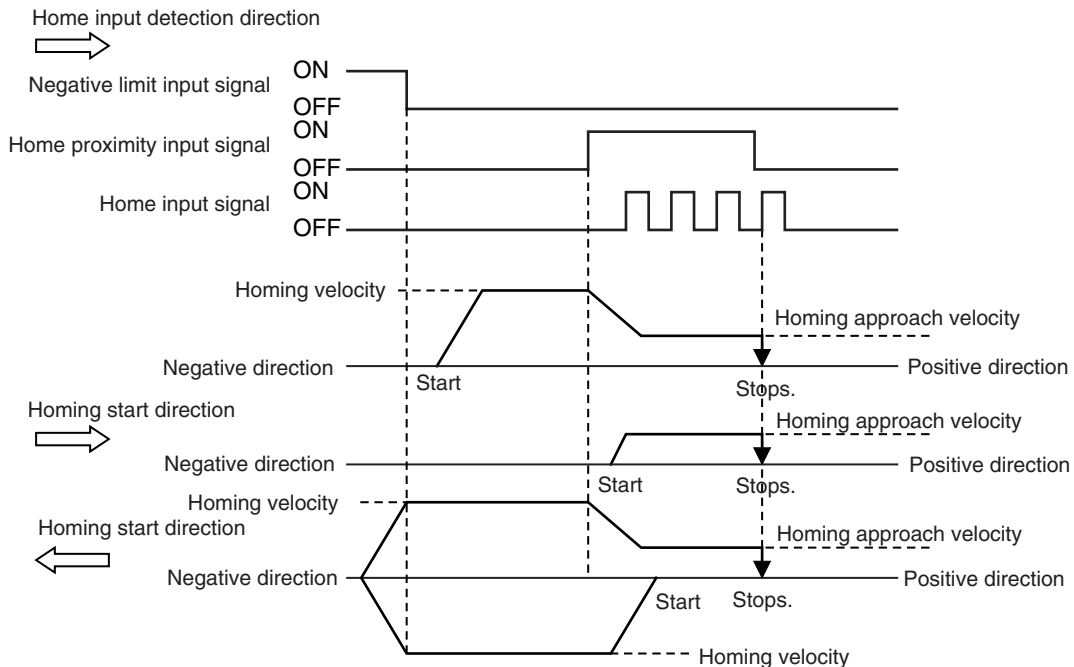 Home input detection direction
Negative limit input signal
ON
OFF
Home proximity input signal
ON
OFF
Home input signal
ON
OFF
Homing velocity
Homing approach velocity
Negative direction
Positive direction
Start
Stops.
Homing start direction
Homing approach velocity
Negative direction
Positive direction
Start
Stops.
Homing velocity
Homing start direction
Homing approach velocity
Negative direction
Positive direction
Start
Stops.
Homing velocity